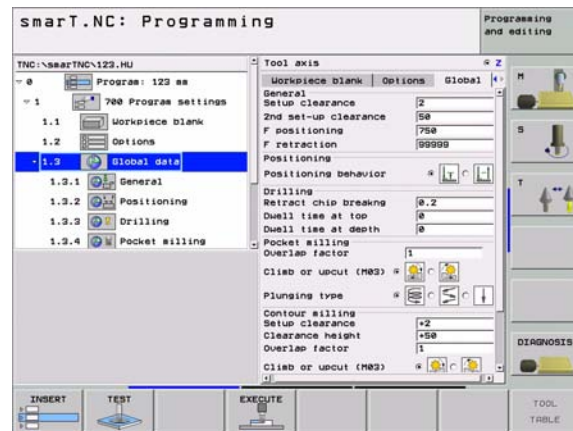 smarT.NC: Programming
Programming
and editing
TNC:\smarTNC\123.HU
0 Program: 123 mm
1 700 Program settings
1.1 Workpiece blank
1.2 Options
1.3 Global data
1.3.1 General
1.3.2 Positioning
1.3.3 Drilling
1.3.4 Pocket milling
Tool axis Z
Workpiece blank Options Global
General
Setup clearance 2
2nd set-up clearance 50
F positioning 750
F retraction 99999
Positioning
Positioning behavior
Drilling
Retract chip breakng 0.2
Dwell time at top 0
Dwell time at depth 0
Pocket milling
Overlap factor 1
Climb or upcut (M03)
Plunging type
Contour milling
Setup clearance +2
Clearance height +50
Overlap factor 1
Climb or upcut (M03)
M
S
T
DIAGNOSIS
INSERT
TEST
EXECUTE
TOOL
TABLE